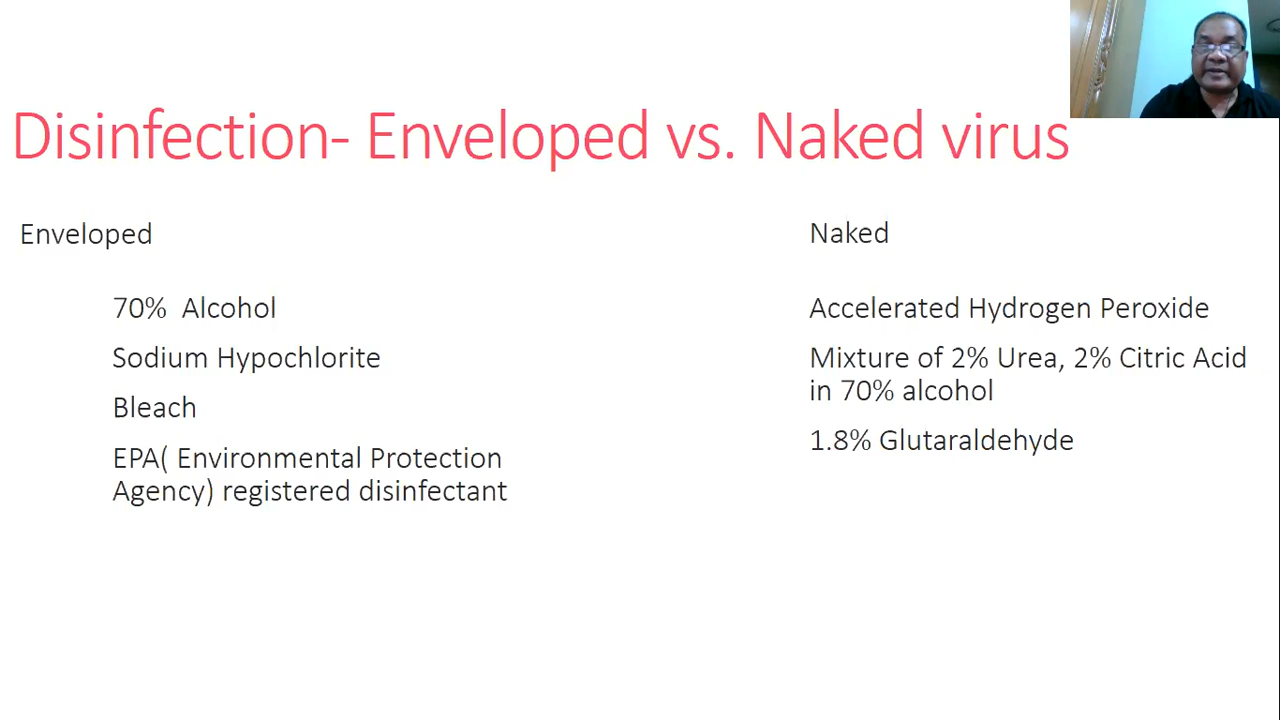 Disinfection- Enveloped vs. Naked virus
Enveloped
70% Alcohol
Sodium Hypochlorite
Bleach
EPA( Environmental Protection
Agency) registered disinfectant
Naked
Accelerated Hydrogen Peroxide
Mixture of 2% Urea, 2% Citric Acid
in 70% alcohol
1.8% Glutaraldehyde